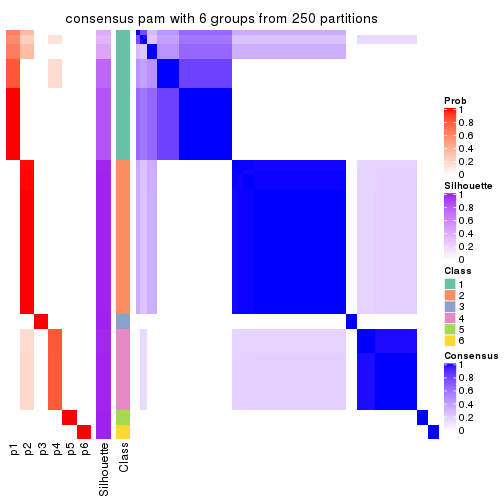 consensus pam with 6 groups from 250 partitions
Prob
1
0.8
0.6
0.4
0.2
0
Silhouette
1
0.8
0.6
0.4
0.2
0
Class
1
2
3
4
5
6
Consensus
1
0.8
0.6
0.4
0.2
0
p1
p2
p3
p4
p5
p6
Silhouette
Class